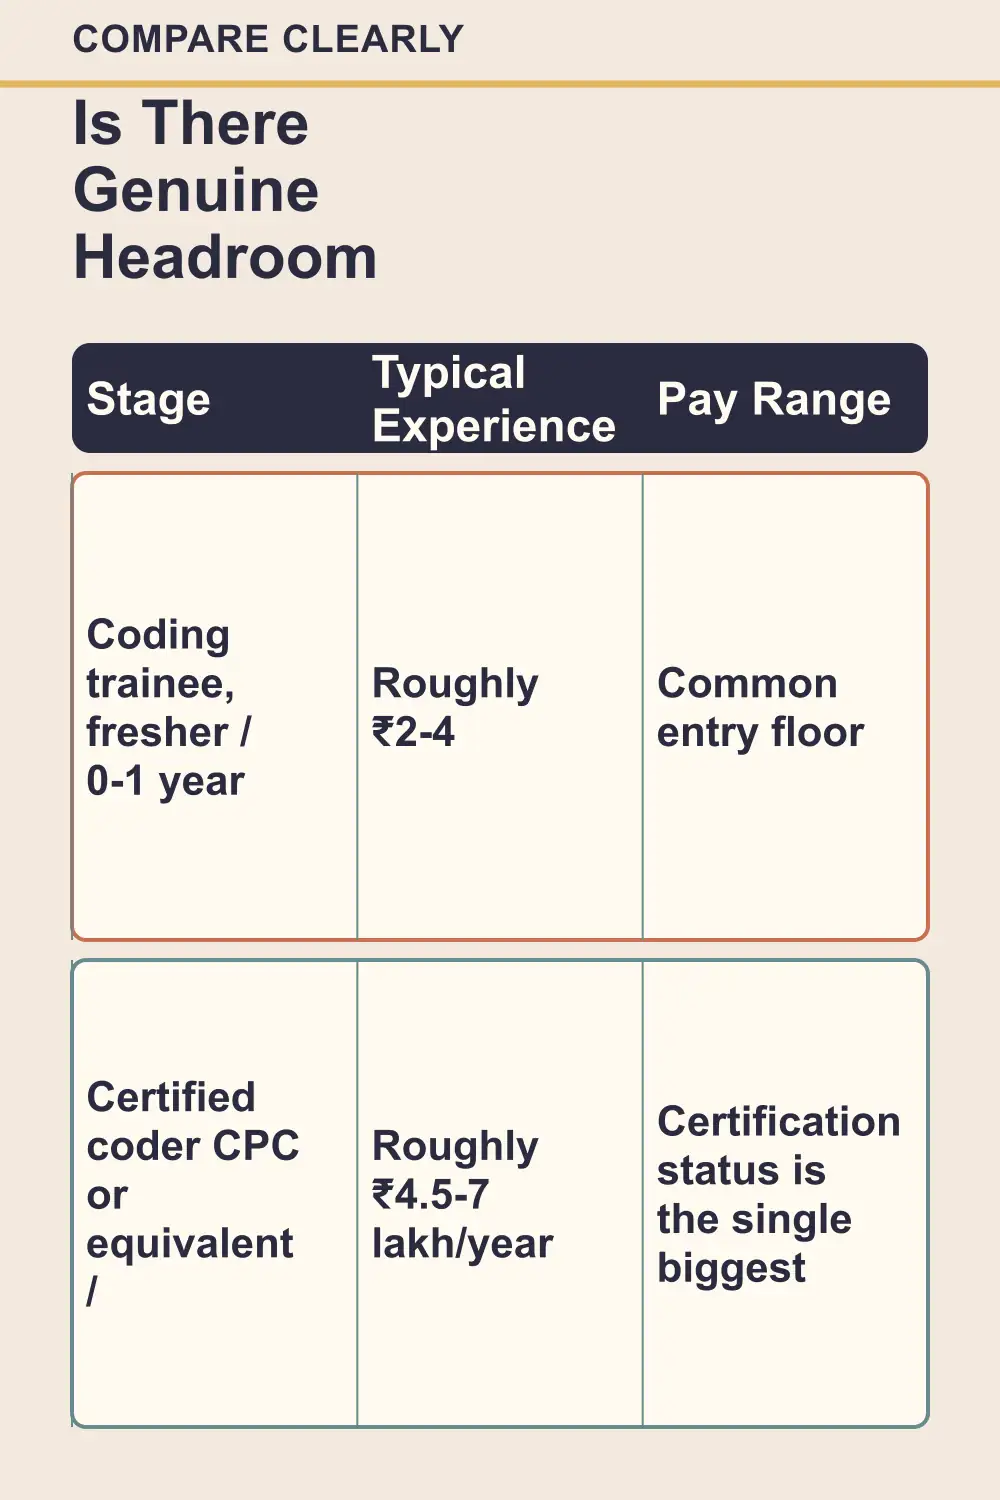 COMPARE CLEARLY
Is There
Genuine
Headroom
Stage
Typical
Experience
Pay Range
Coding
trainee,
fresher /
0-1 year
Roughly
₹2-4
Common
entry floor
Certified
coder CPC
or
equivalent
/
Roughly
₹4.5-7
lakh/year
Certification
status is
the single
biggest